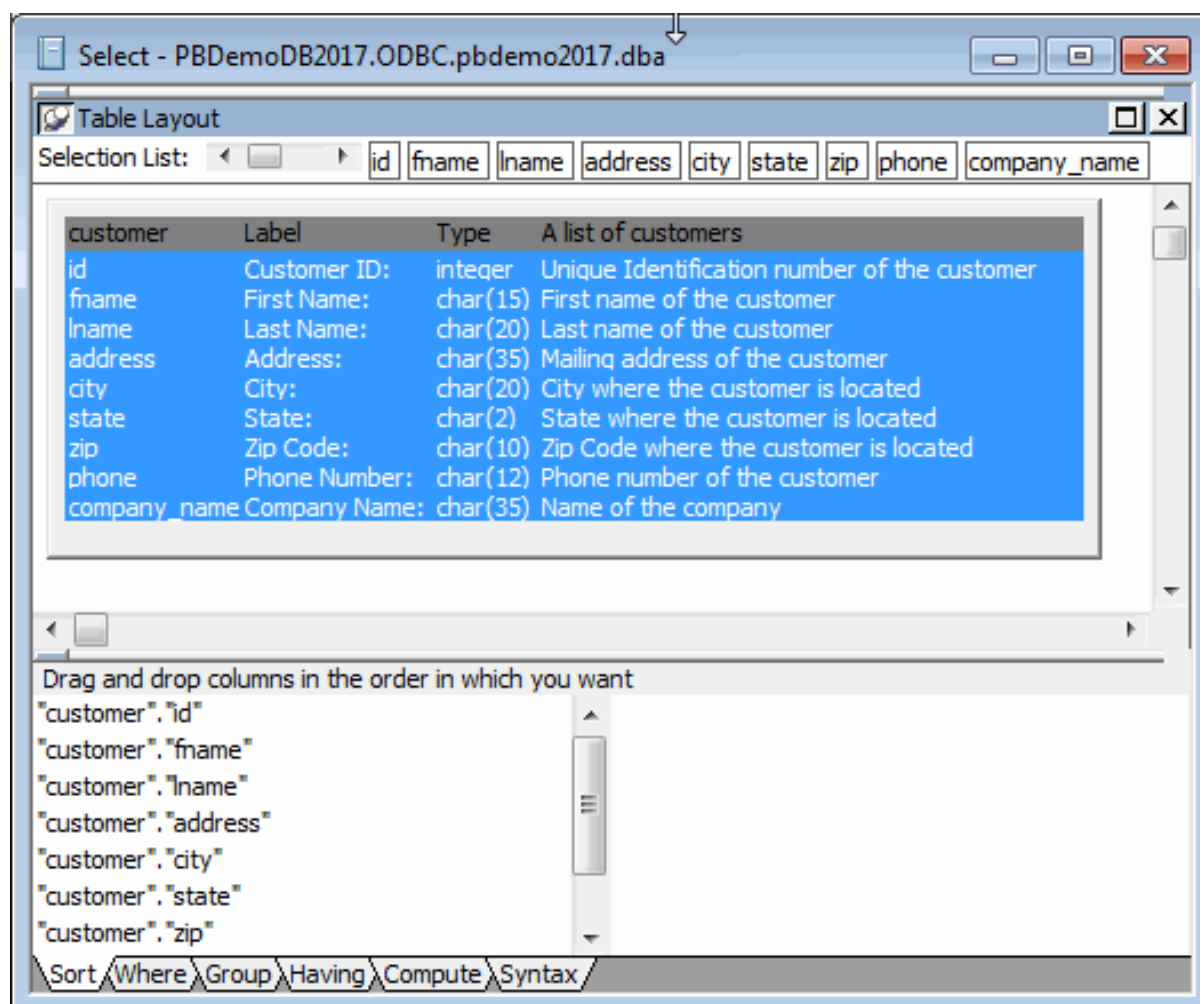 Select - PBDemoDB2017.ODBC.pbdemo2017.dba
Table Layout
Selection List: id fname lname address city state zip phone company_name
customer Label Type A list of customers
id Customer ID: integer Unique Identification number of the customer
fname First Name: char(15) First name of the customer
lname Last Name: char(20) Last name of the customer
address Address: char(35) Mailing address of the customer
city City: char(20) City where the customer is located
state State: char(2) State where the customer is located
zip Zip Code: char(10) Zip Code where the customer is located
phone Phone Number: char(12) Phone number of the customer
company_name Company Name: char(35) Name of the company
Drag and drop columns in the order in which you want
"customer"."id"
"customer"."fname"
"customer"."lname"
"customer"."address"
"customer"."city"
"customer"."state"
"customer"."zip"
Sort Where Group Having Compute Syntax